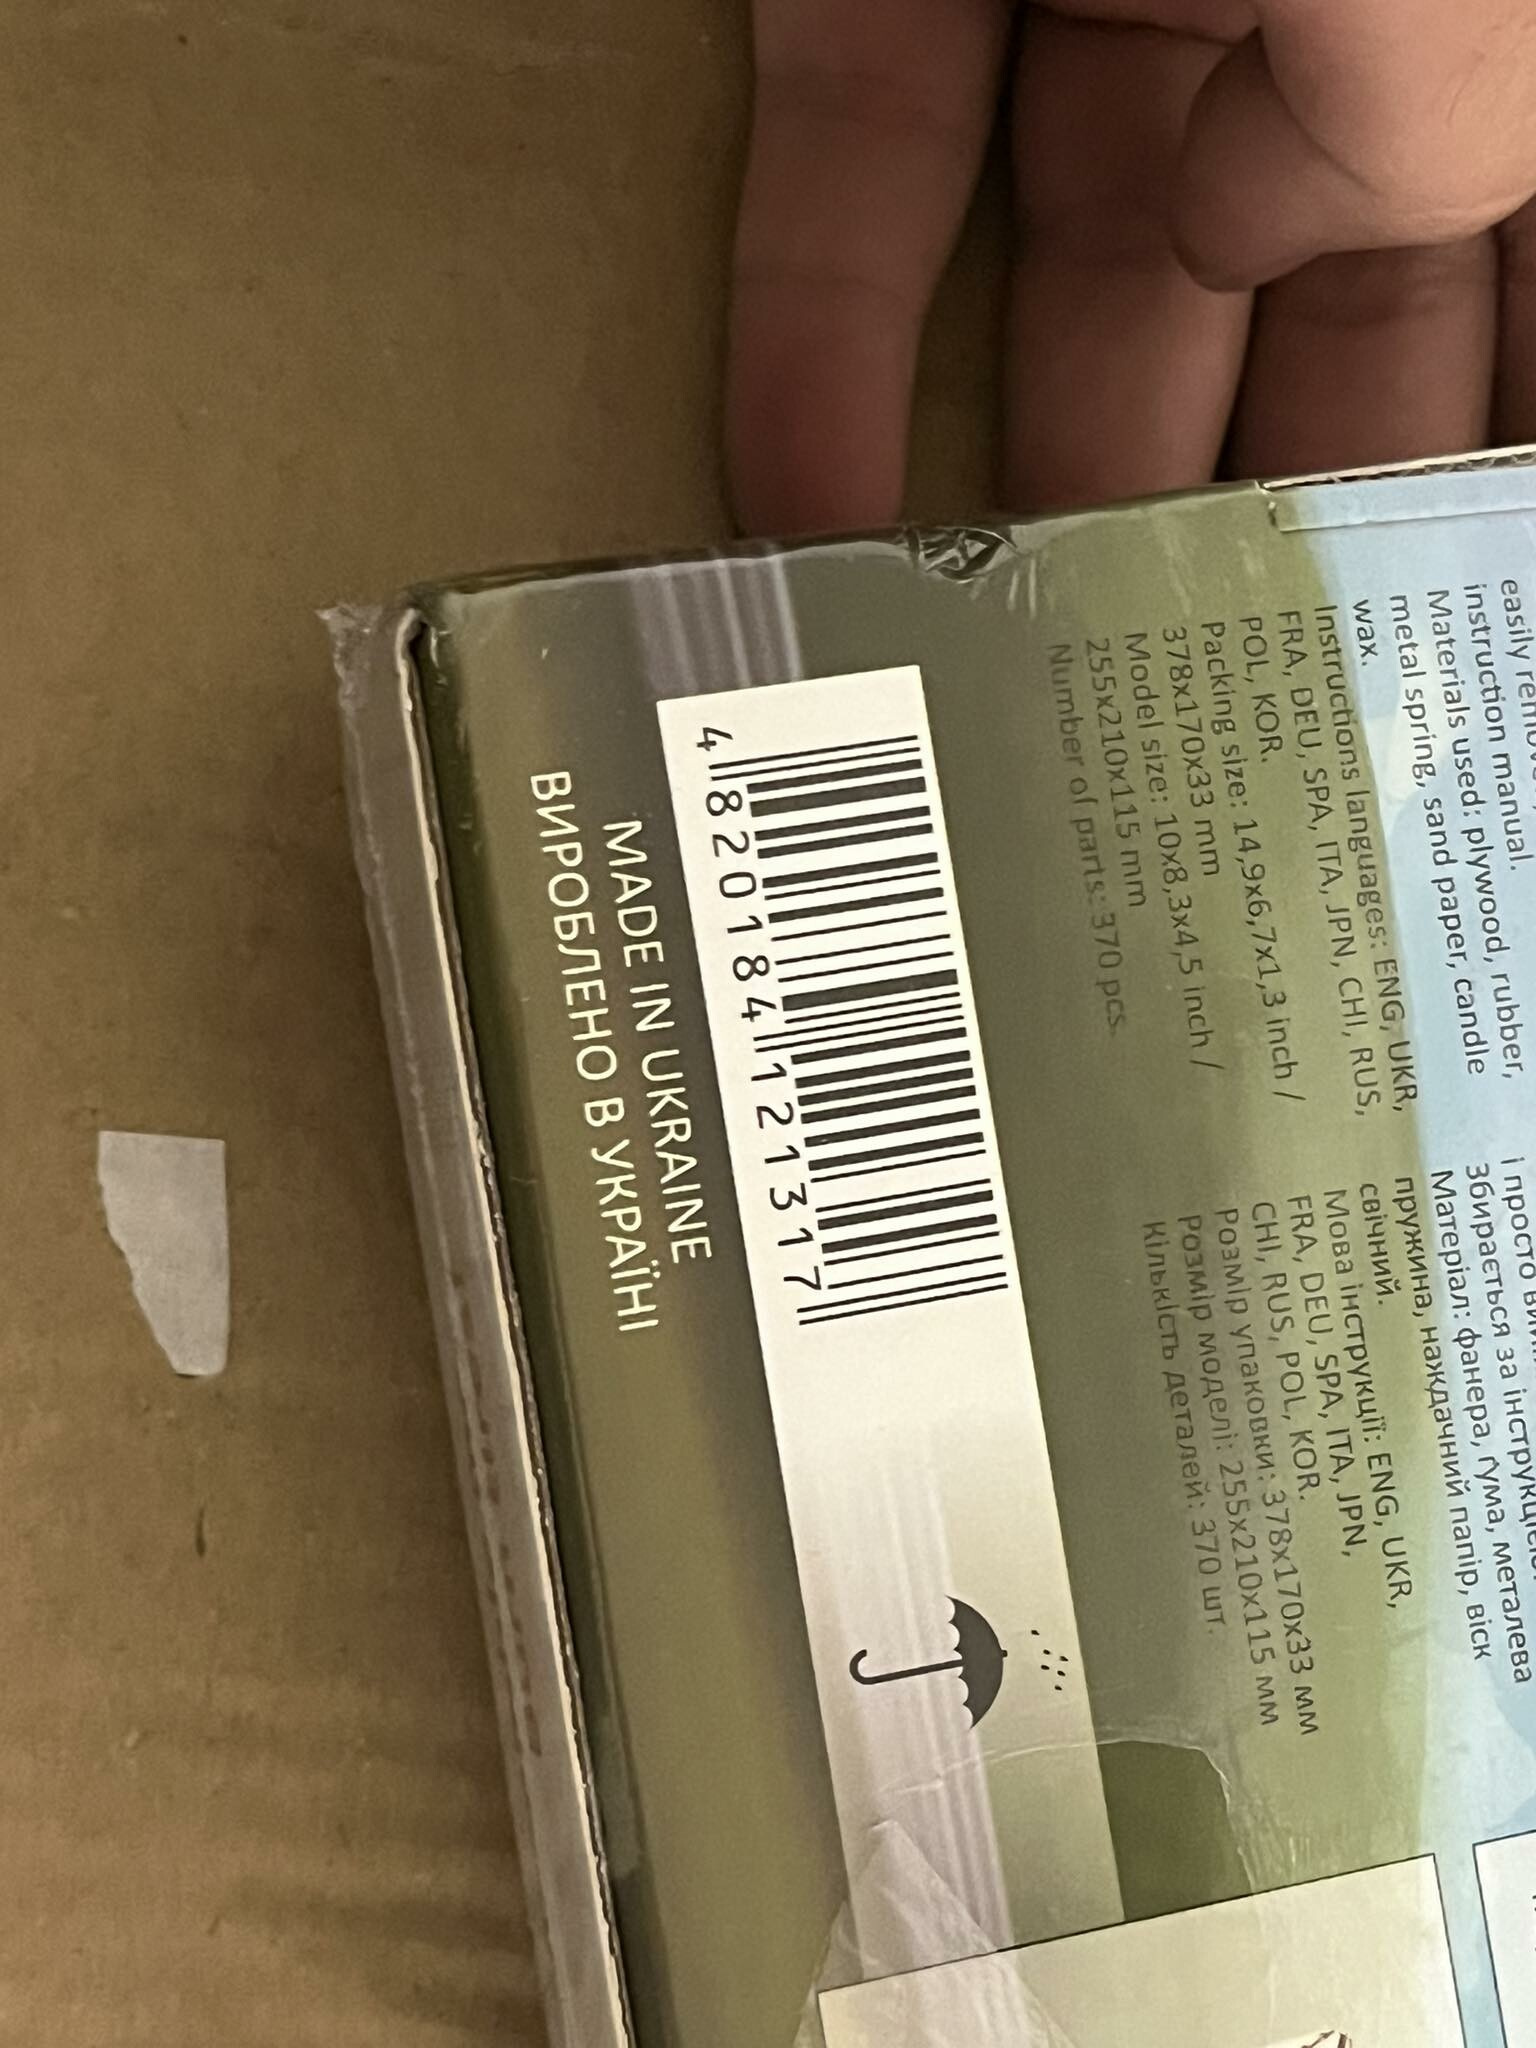 easily
instruction manual.
Materials used: plywood, rubber,
metal spring, sand paper, candle
wax.
Instructions languages: ENG, UKR,
FRA, DEU, SPA, ITA, JPN, CHI, RUS,
POL, KOR.
Packing size: 14,9x6,7x1,3 inch /
378x170x33 mm
Model size: 10x8,3x4,5 inch /
255x210x115 mm
Number of parts: 370 pcs.
і просто
Збирається за інструкцією.
Матеріал: фанера, ґума, металева
пружина, наждачний папір, віск
свічний.
Мова інструкції: ENG, UKR,
FRA, DEU, SPA, ITA, JPN,
CHI, RUS, POL, KOR.
Розмір упаковки: 378x170x33 мм
Розмір моделі: 255x210x115 мм
Кількість деталей: 370 шт.
4 820184 121317
MADE IN UKRAINE
ВИРОБЛЕНО В УКРАЇНІ